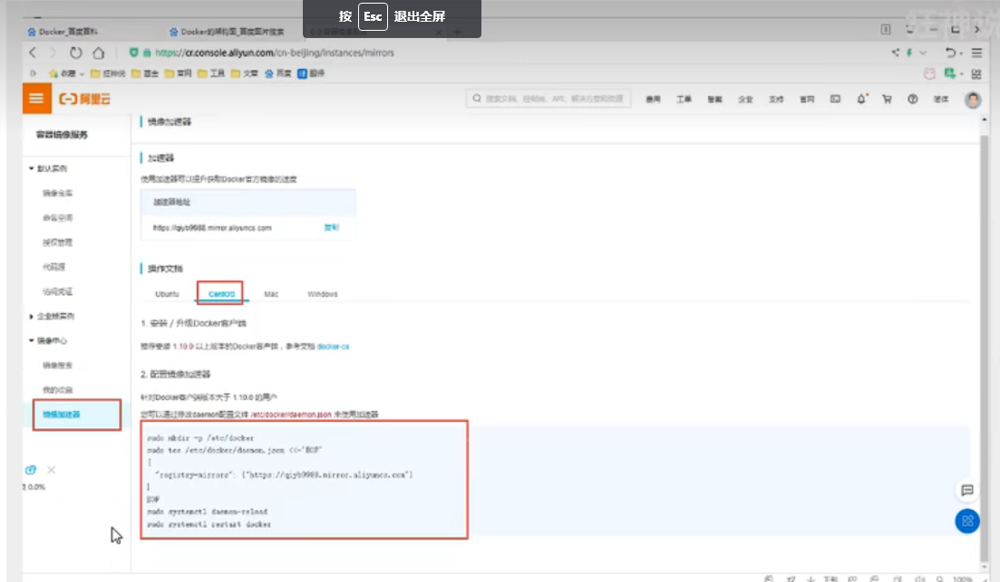 按 Esc 退出全屏
Docker_百度百科
Docker的结构图_百度图片搜索
https://cr.console.aliyun.com/cn-beijing/instances/mirrors
收藏 狂神说 基金 官网 工具 文章 百度 翻译
阿里云
搜索文档、控制台、API、解决方案和资源
费用 工单 备案 企业 支持 官网 简体
容器镜像服务
默认实例
镜像仓库
命名空间
授权管理
代码源
访问凭证
企业版实例
镜像中心
镜像搜索
我的收藏
镜像加速器
0.0%
镜像加速器
加速器
使用加速器可以提升获取Docker官方镜像的速度
加速器地址
https://qiyb9988.mirror.aliyuncs.com 复制
操作文档
Ubuntu CentOS Mac Windows
1. 安装 / 升级Docker客户端
推荐安装 1.10.0 以上版本的Docker客户端，参考文档 docker-ce
2. 配置镜像加速器
针对Docker客户端版本大于 1.10.0 的用户
您可以通过修改daemon配置文件 /etc/docker/daemon.json 来使用加速器
sudo mkdir -p /etc/docker
sudo tee /etc/docker/daemon.json <<-'EOF'
{
"registry-mirrors": ["https://qiyb9988.mirror.aliyuncs.com"]
}
EOF
sudo systemctl daemon-reload
sudo systemctl restart docker
下载 100%